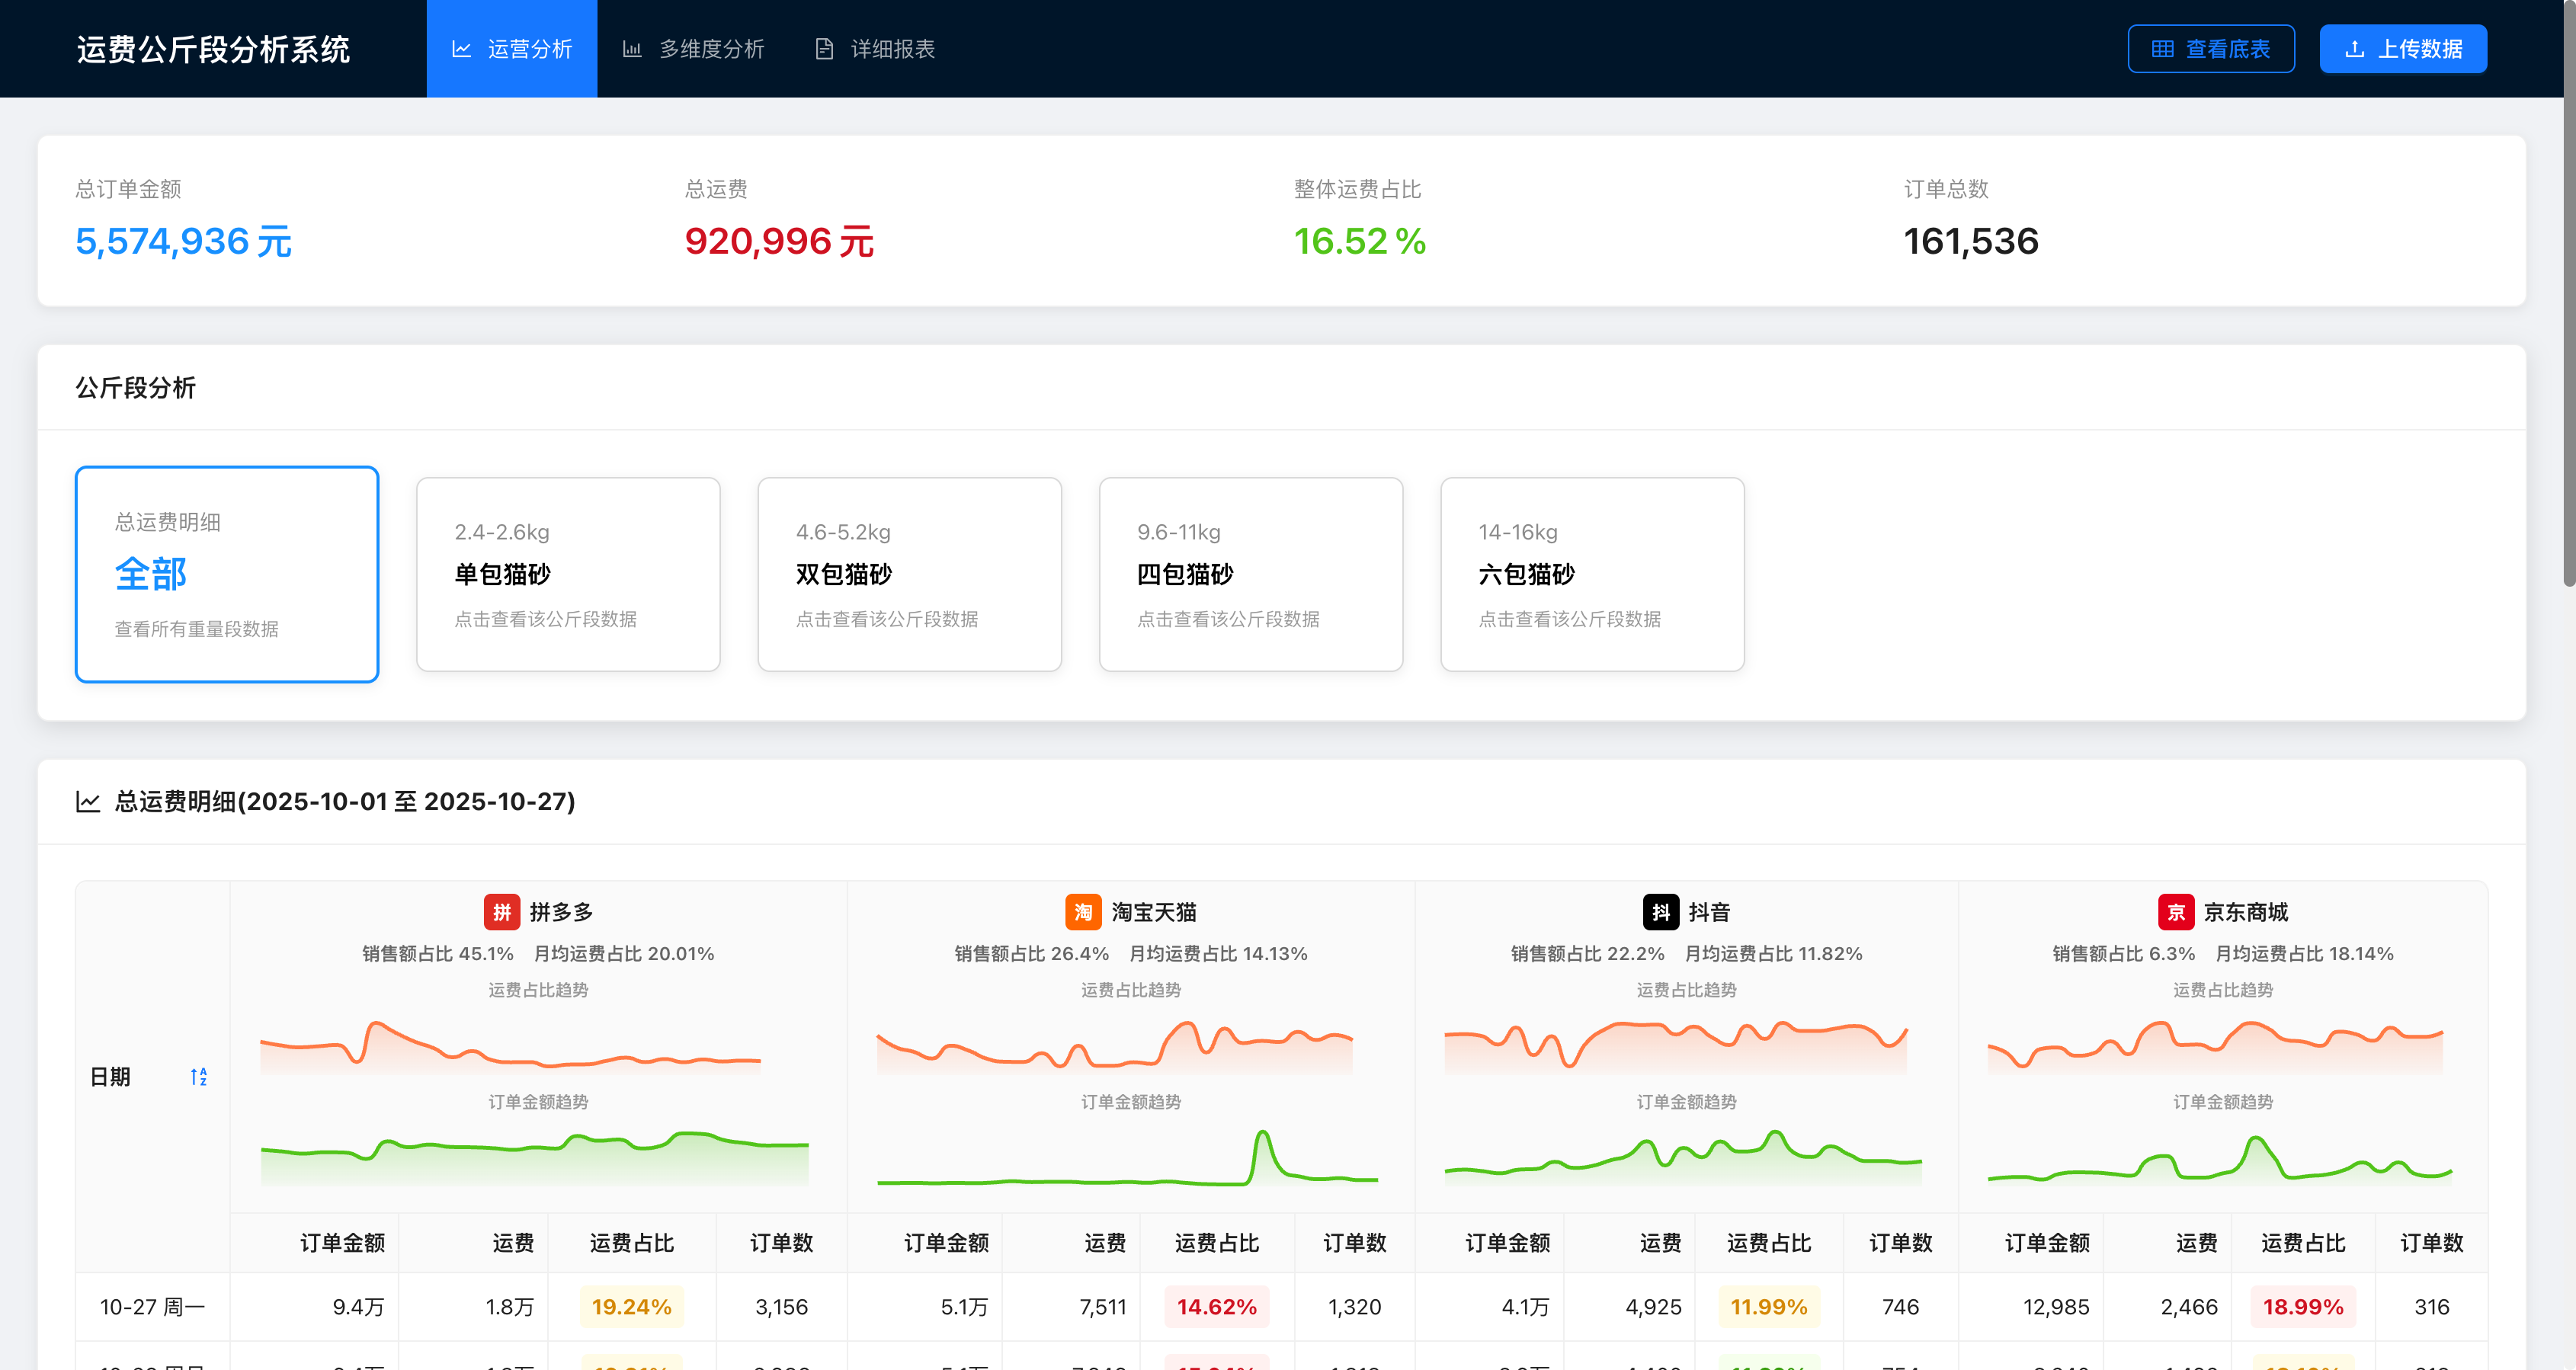 运费公斤段分析系统 运营分析 多维度分析 详细报表 查看底表 上传数据
总订单金额 总运费 整体运费占比 订单总数
5,574,936 元 920,996 元 16.52 % 161,536
公斤段分析
总运费明细
全部
查看所有重量段数据
2.4-2.6kg
单包猫砂
点击查看该公斤段数据
4.6-5.2kg
双包猫砂
点击查看该公斤段数据
9.6-11kg
四包猫砂
点击查看该公斤段数据
14-16kg
六包猫砂
点击查看该公斤段数据
总运费明细(2025-10-01 至 2025-10-27)
日期
拼 拼多多
销售额占比 45.1% 月均运费占比 20.01%
运费占比趋势
订单金额趋势
淘 淘宝天猫
销售额占比 26.4% 月均运费占比 14.13%
运费占比趋势
订单金额趋势
抖 抖音
销售额占比 22.2% 月均运费占比 11.82%
运费占比趋势
订单金额趋势
京 京东商城
销售额占比 6.3% 月均运费占比 18.14%
运费占比趋势
订单金额趋势
订单金额 运费 运费占比 订单数 订单金额 运费 运费占比 订单数 订单金额 运费 运费占比 订单数 订单金额 运费 运费占比 订单数
10-27 周一 9.4万 1.8万 19.24% 3,156 5.1万 7,511 14.62% 1,320 4.1万 4,925 11.99% 746 12,985 2,466 18.99% 316